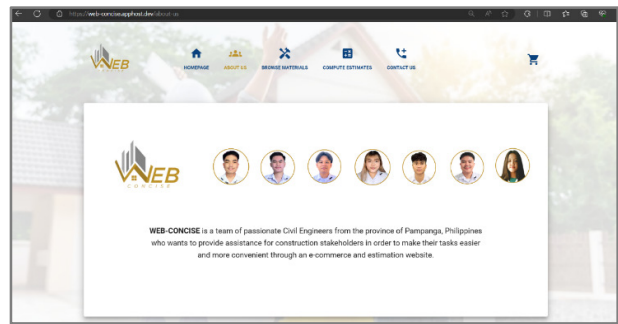 https://web-concise.apphost.dev/about-us
WEB
HOMEPAGE
ABOUT US
BROWSE MATERIALS
COMPUTE ESTIMATES
CONTACT US
WEB
CONCISE
WEB-CONCISE is a team of passionate Civil Engineers from the province of Pampanga, Philippines
who wants to provide assistance for construction stakeholders in order to make their tasks easier
and more convenient through an e-commerce and estimation website.